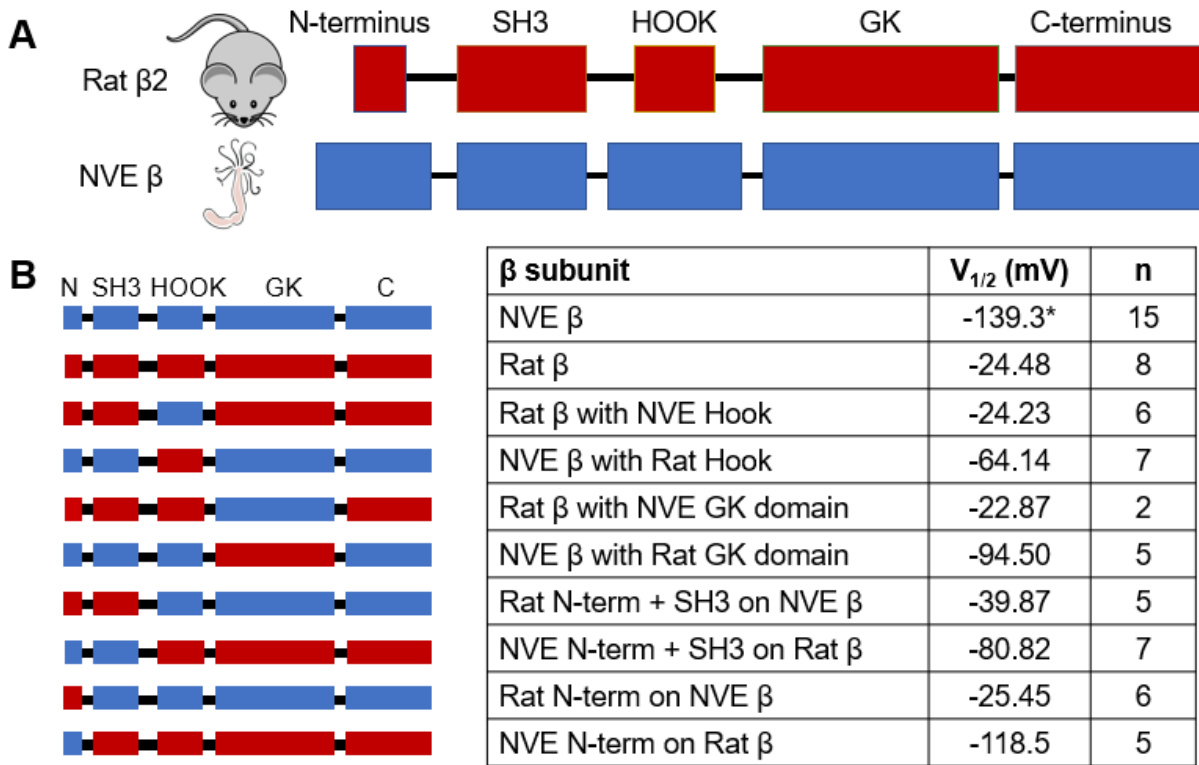 A
N-terminus SH3 HOOK GK C-terminus
Rat β2
NVE β
B
N SH3 HOOK GK C
β subunit V1/2 (mV) n
NVE β -139.3* 15
Rat β -24.48 8
Rat β with NVE Hook -24.23 6
NVE β with Rat Hook -64.14 7
Rat β with NVE GK domain -22.87 2
NVE β with Rat GK domain -94.50 5
Rat N-term + SH3 on NVE β -39.87 5
NVE N-term + SH3 on Rat β -80.82 7
Rat N-term on NVE β -25.45 6
NVE N-term on Rat β -118.5 5